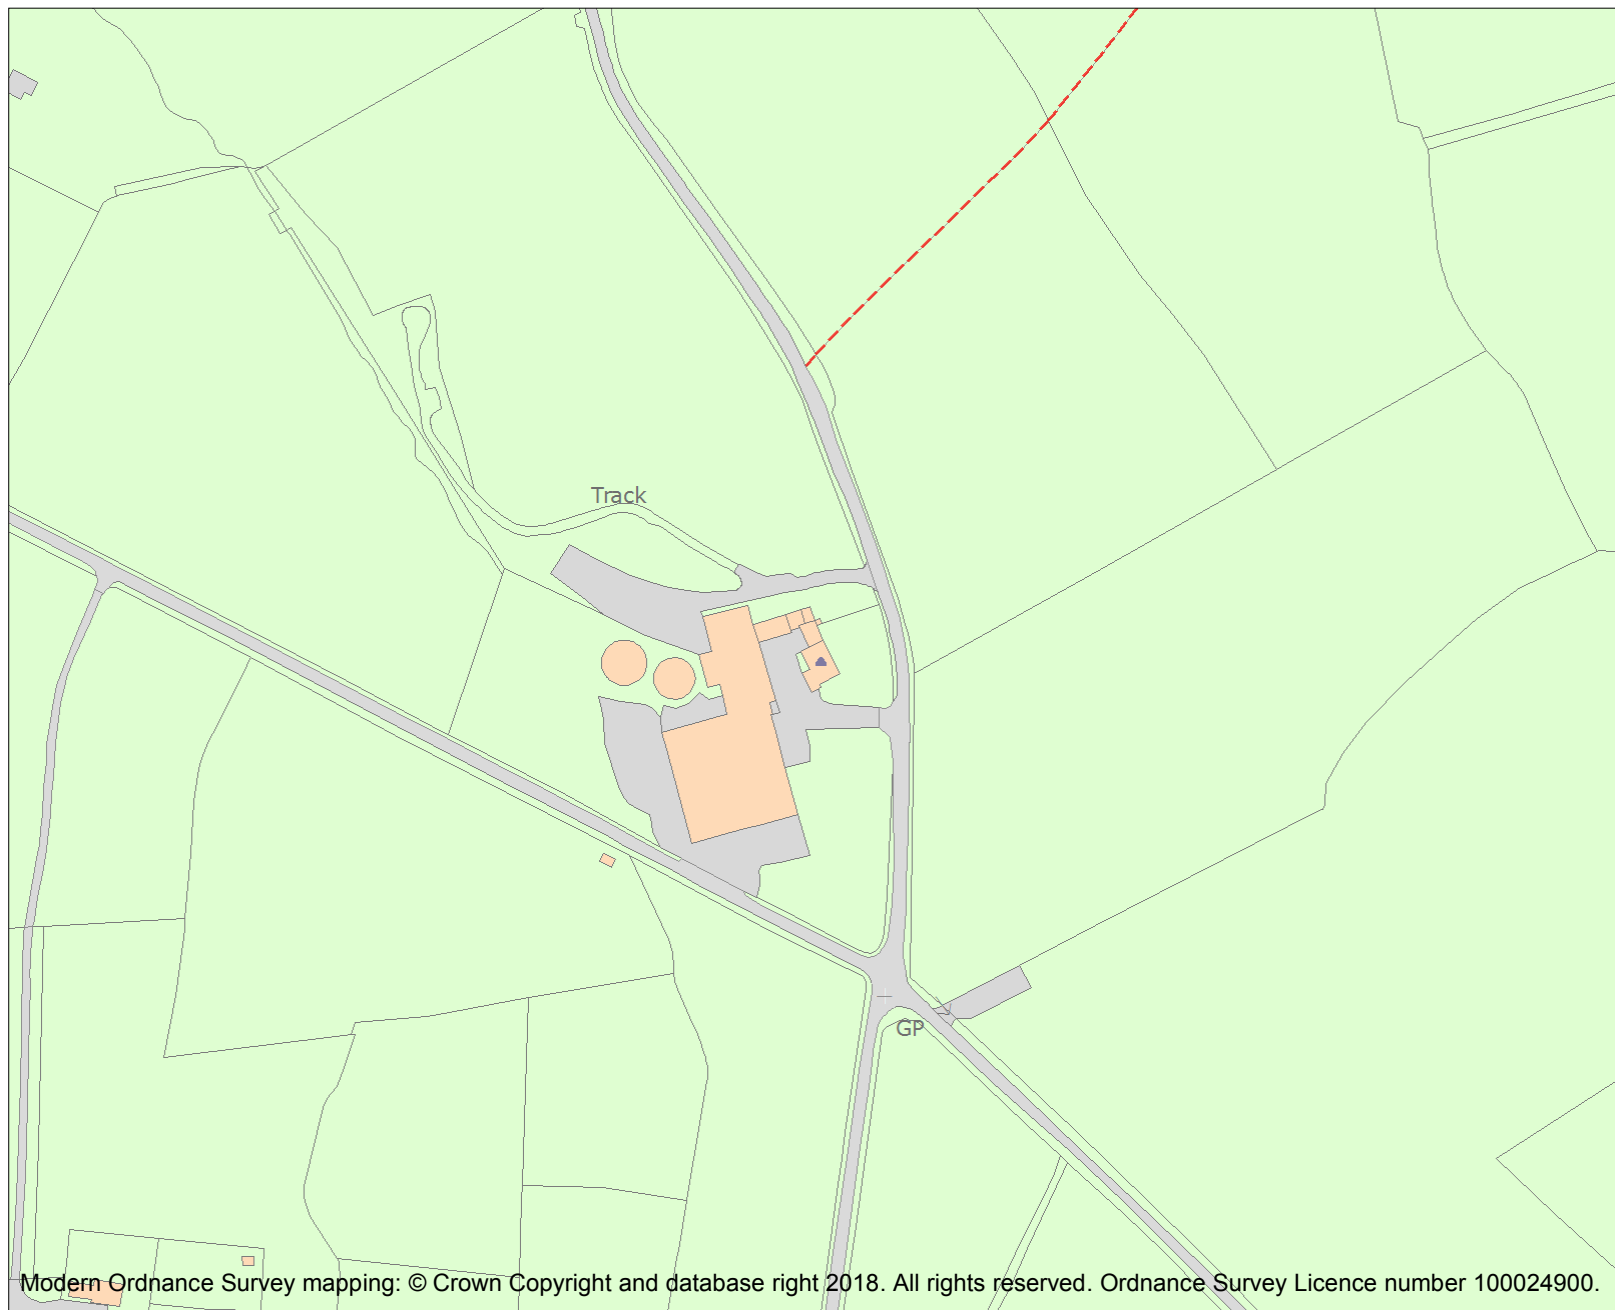 Track
GP
Modern Ordnance Survey mapping: © Crown Copyright and database right 2018. All rights reserved. Ordnance Survey Licence number 100024900.